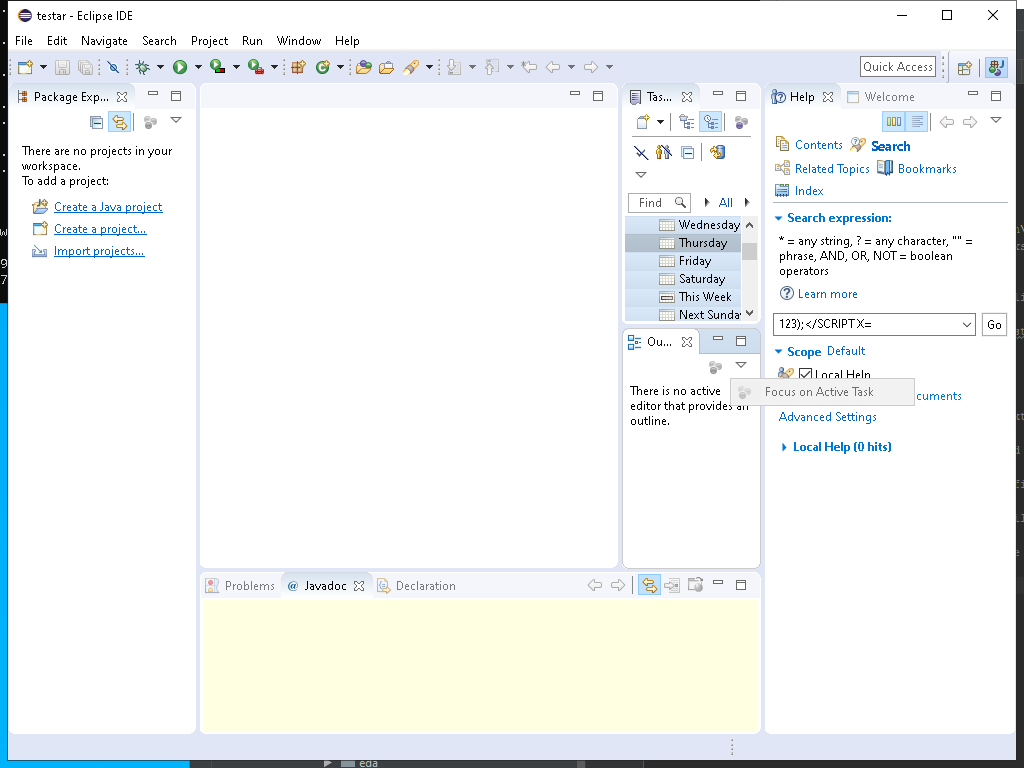 testar - Eclipse IDE
File Edit Navigate Search Project Run Window Help
Quick Access
Package Exp...
There are no projects in your
workspace.
To add a project:
Create a Java project
Create a project...
Import projects...
Tas...
Find
All
Wednesday
Thursday
Friday
Saturday
This Week
Next Sunda
Ou...
There is no active
editor that provides an
outline.
Focus on Active Task
Help
Welcome
Contents
Search
Related Topics
Bookmarks
Index
Search expression:
* = any string, ? = any character, "" =
phrase, AND, OR, NOT = boolean
operators
Learn more
123);</SCRIPTX=
Go
Scope Default
Local Help
cuments
Advanced Settings
Local Help (0 hits)
Problems
@ Javadoc
Declaration
eda